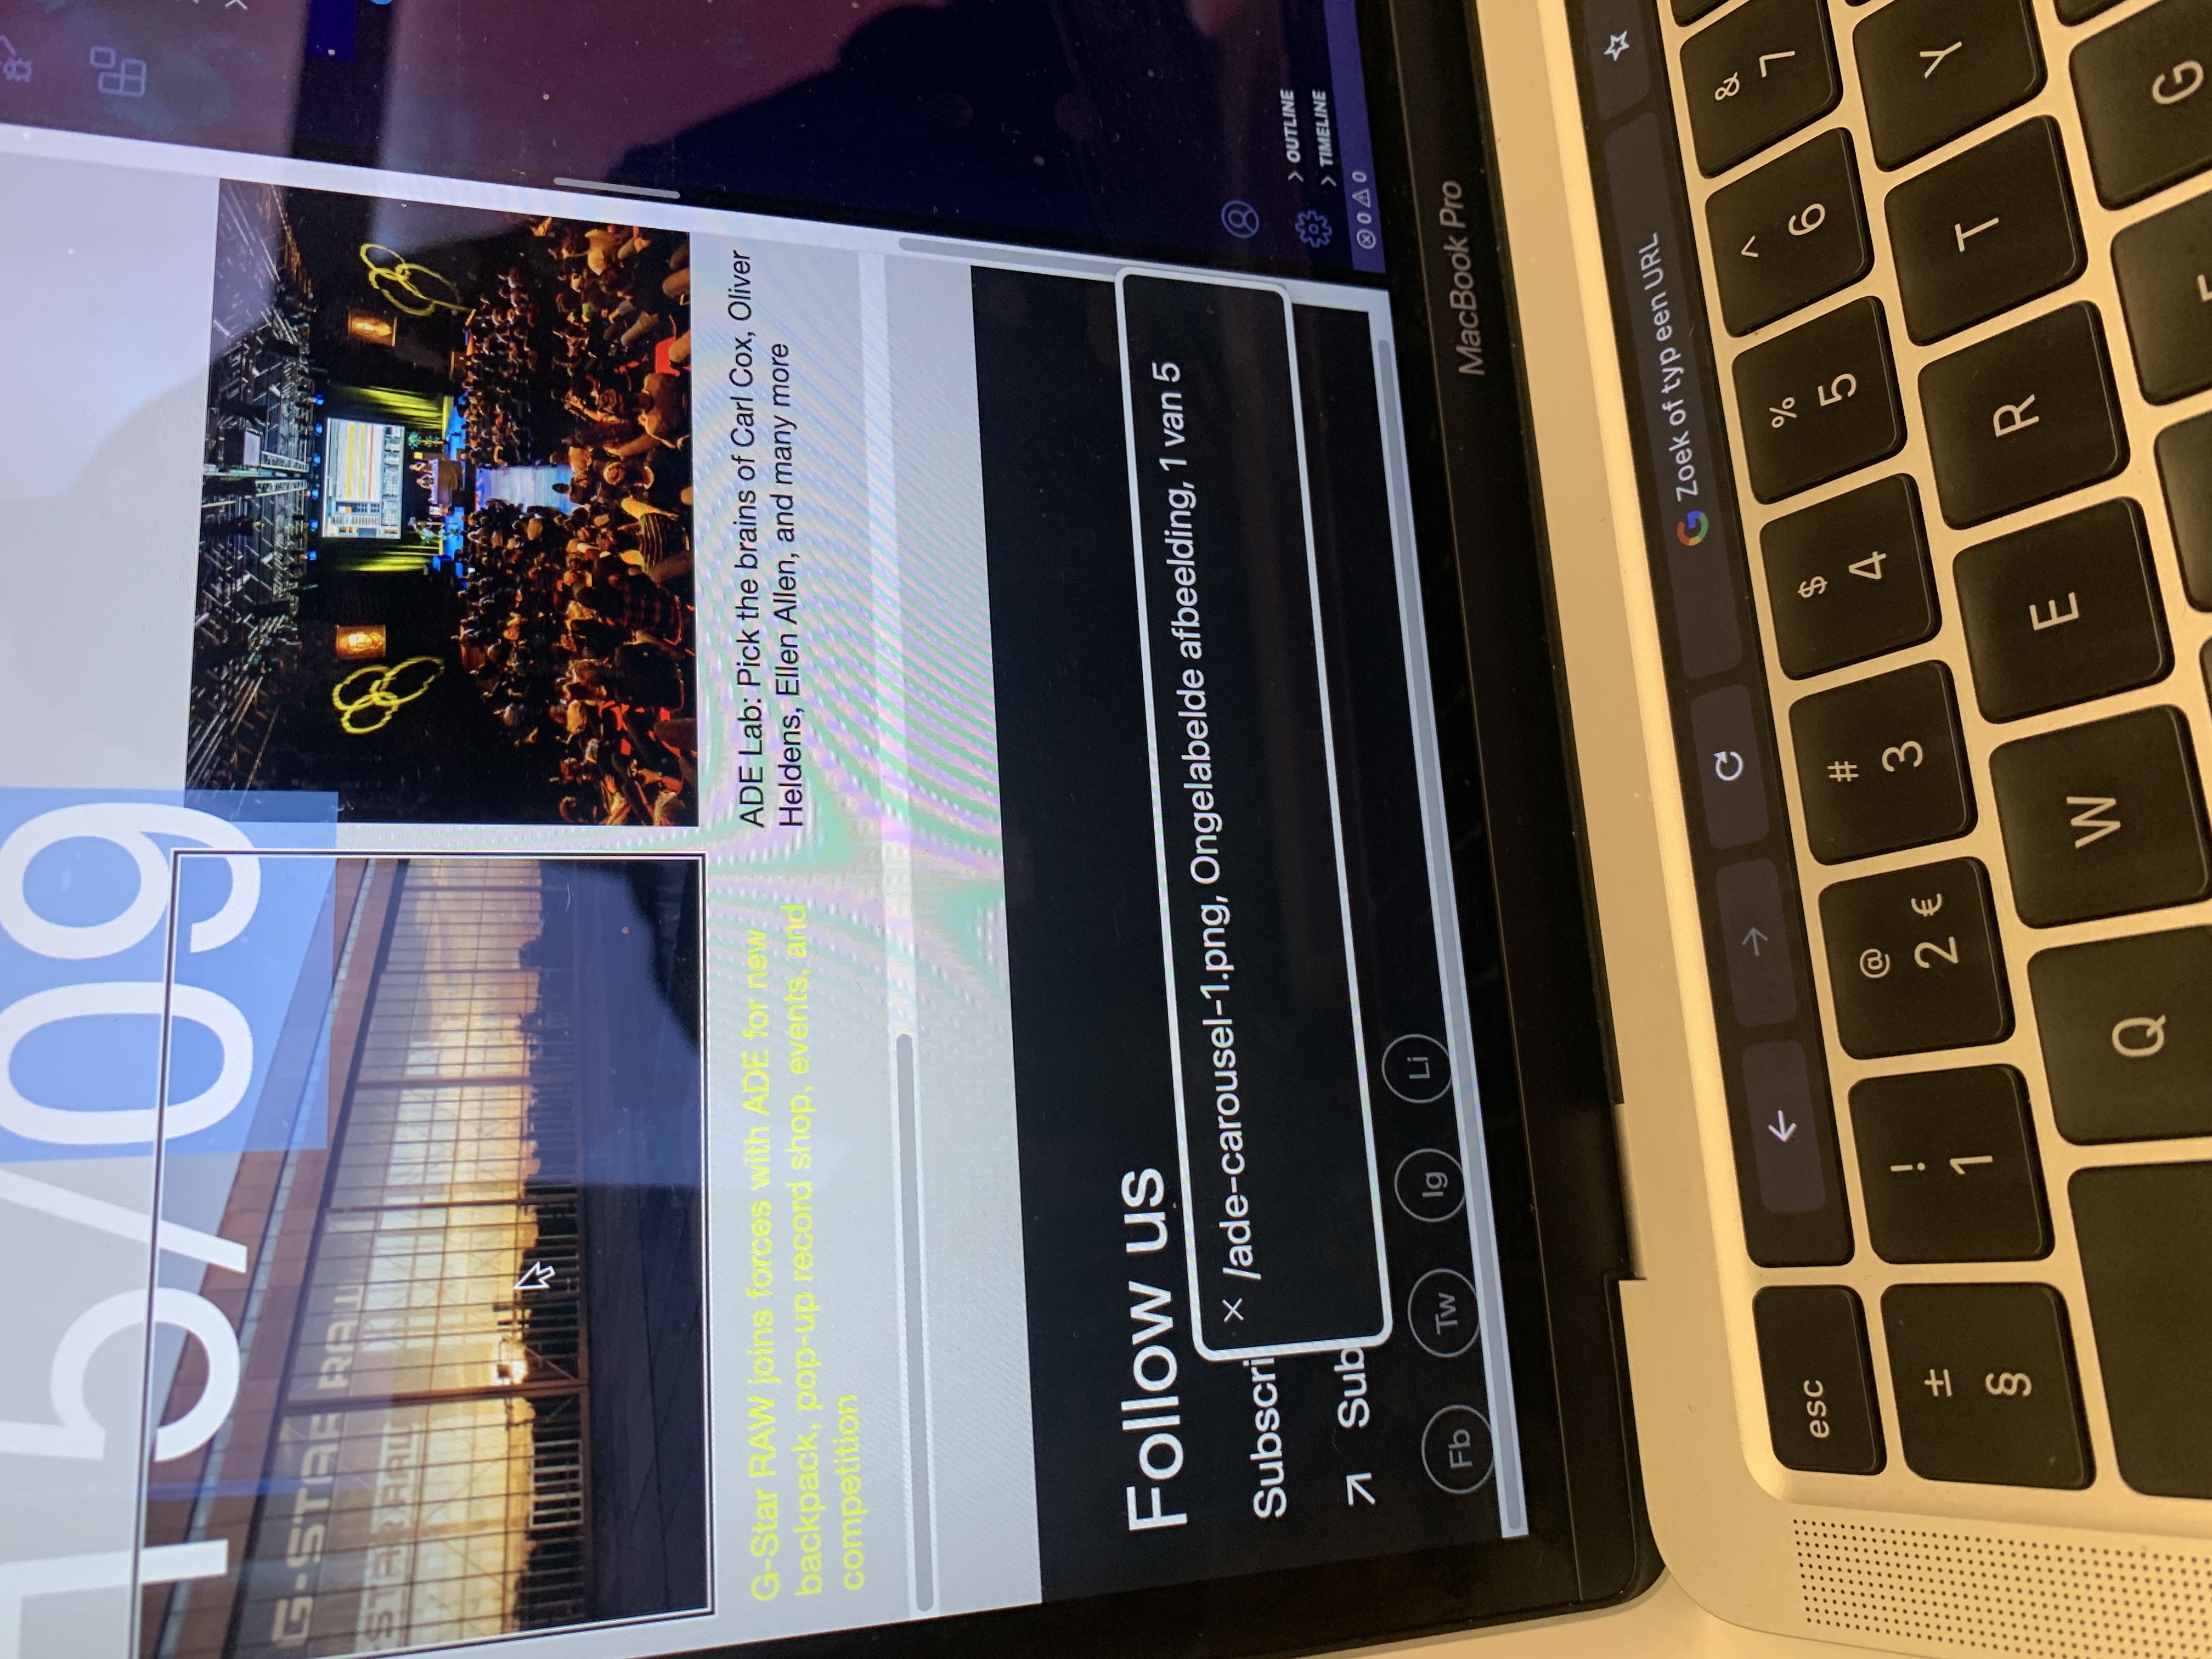 15/09
G-STAR RAW
STAR RAW
G-Star RAW joins forces with ADE for new
backpack, pop-up record shop, events, and
competition
ADE Lab: Pick the brains of Carl Cox, Oliver
Heldens, Ellen Allen, and many more
Follow us
Subscri
Sub
× /ade-carousel-1.png, Ongelabelde afbeelding, 1 van 5
Fb Tw Ig Li
> OUTLINE
> TIMELINE
0 0
MacBook Pro
← → Zoek of typ een URL
esc
± ! @ # $ % ^ &
§ 1 2 € 3 4 5 6 7
Q W E R T Y
G